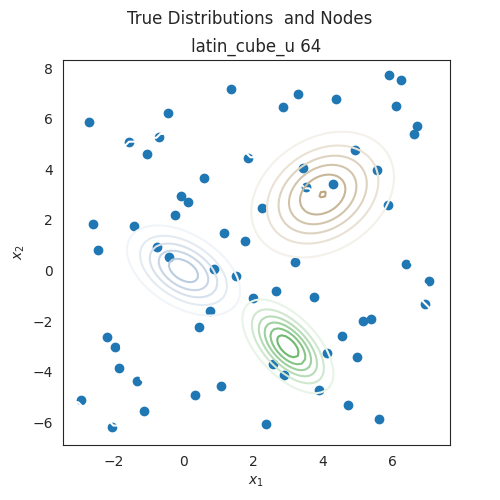 True Distributions and Nodes
latin_cube_u 64
8
6
4
2
0
−2
−4
−6
x₂
−2 0 2 4 6
x₁